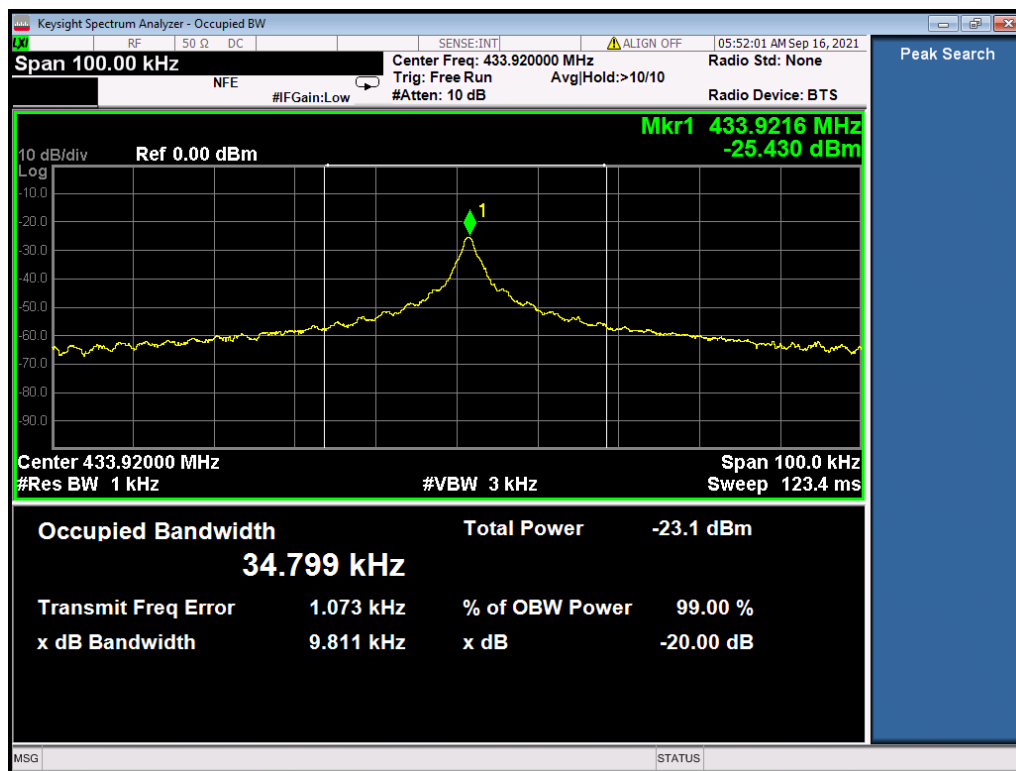 Keysight Spectrum Analyzer - Occupied BW
LXI RF 50 Ω DC SENSE:INT ALIGN OFF 05:52:01 AM Sep 16, 2021
Span 100.00 kHz
Center Freq: 433.920000 MHz Radio Std: None
NFE Trig: Free Run Avg|Hold:>10/10
#IFGain:Low #Atten: 10 dB Radio Device: BTS
Peak Search
Mkr1 433.9216 MHz
-25.430 dBm
10 dB/div Ref 0.00 dBm
Log
-10.0
1
-20.0
-30.0
-40.0
-50.0
-60.0
-70.0
-80.0
-90.0
Center 433.92000 MHz Span 100.0 kHz
#Res BW 1 kHz #VBW 3 kHz Sweep 123.4 ms
Occupied Bandwidth Total Power -23.1 dBm
34.799 kHz
Transmit Freq Error 1.073 kHz % of OBW Power 99.00 %
x dB Bandwidth 9.811 kHz x dB -20.00 dB
MSG STATUS